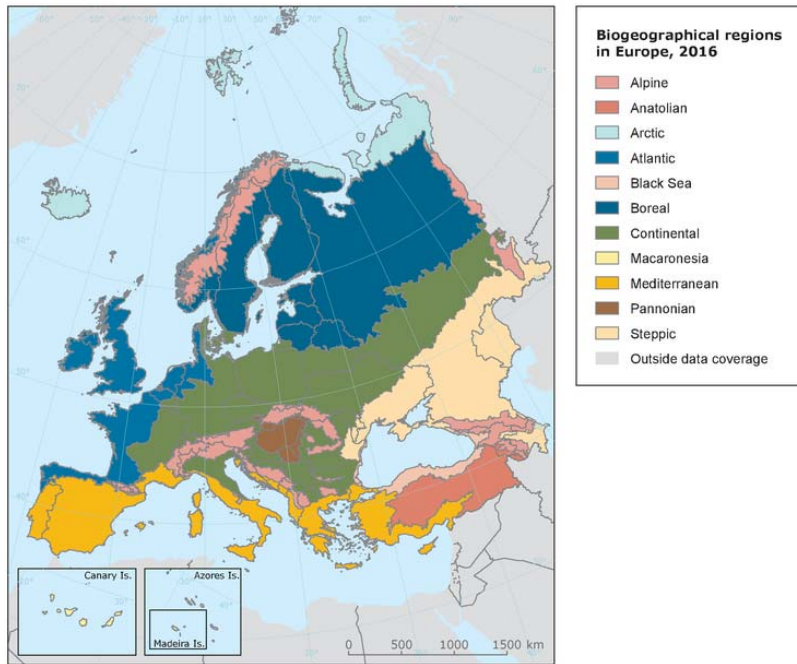 Biogeographical regions
in Europe, 2016
Alpine
Anatolian
Arctic
Atlantic
Black Sea
Boreal
Continental
Macaronesia
Mediterranean
Pannonian
Steppic
Outside data coverage
Canary Is.
Azores Is.
Madeira Is.
0 500 1000 1500 km